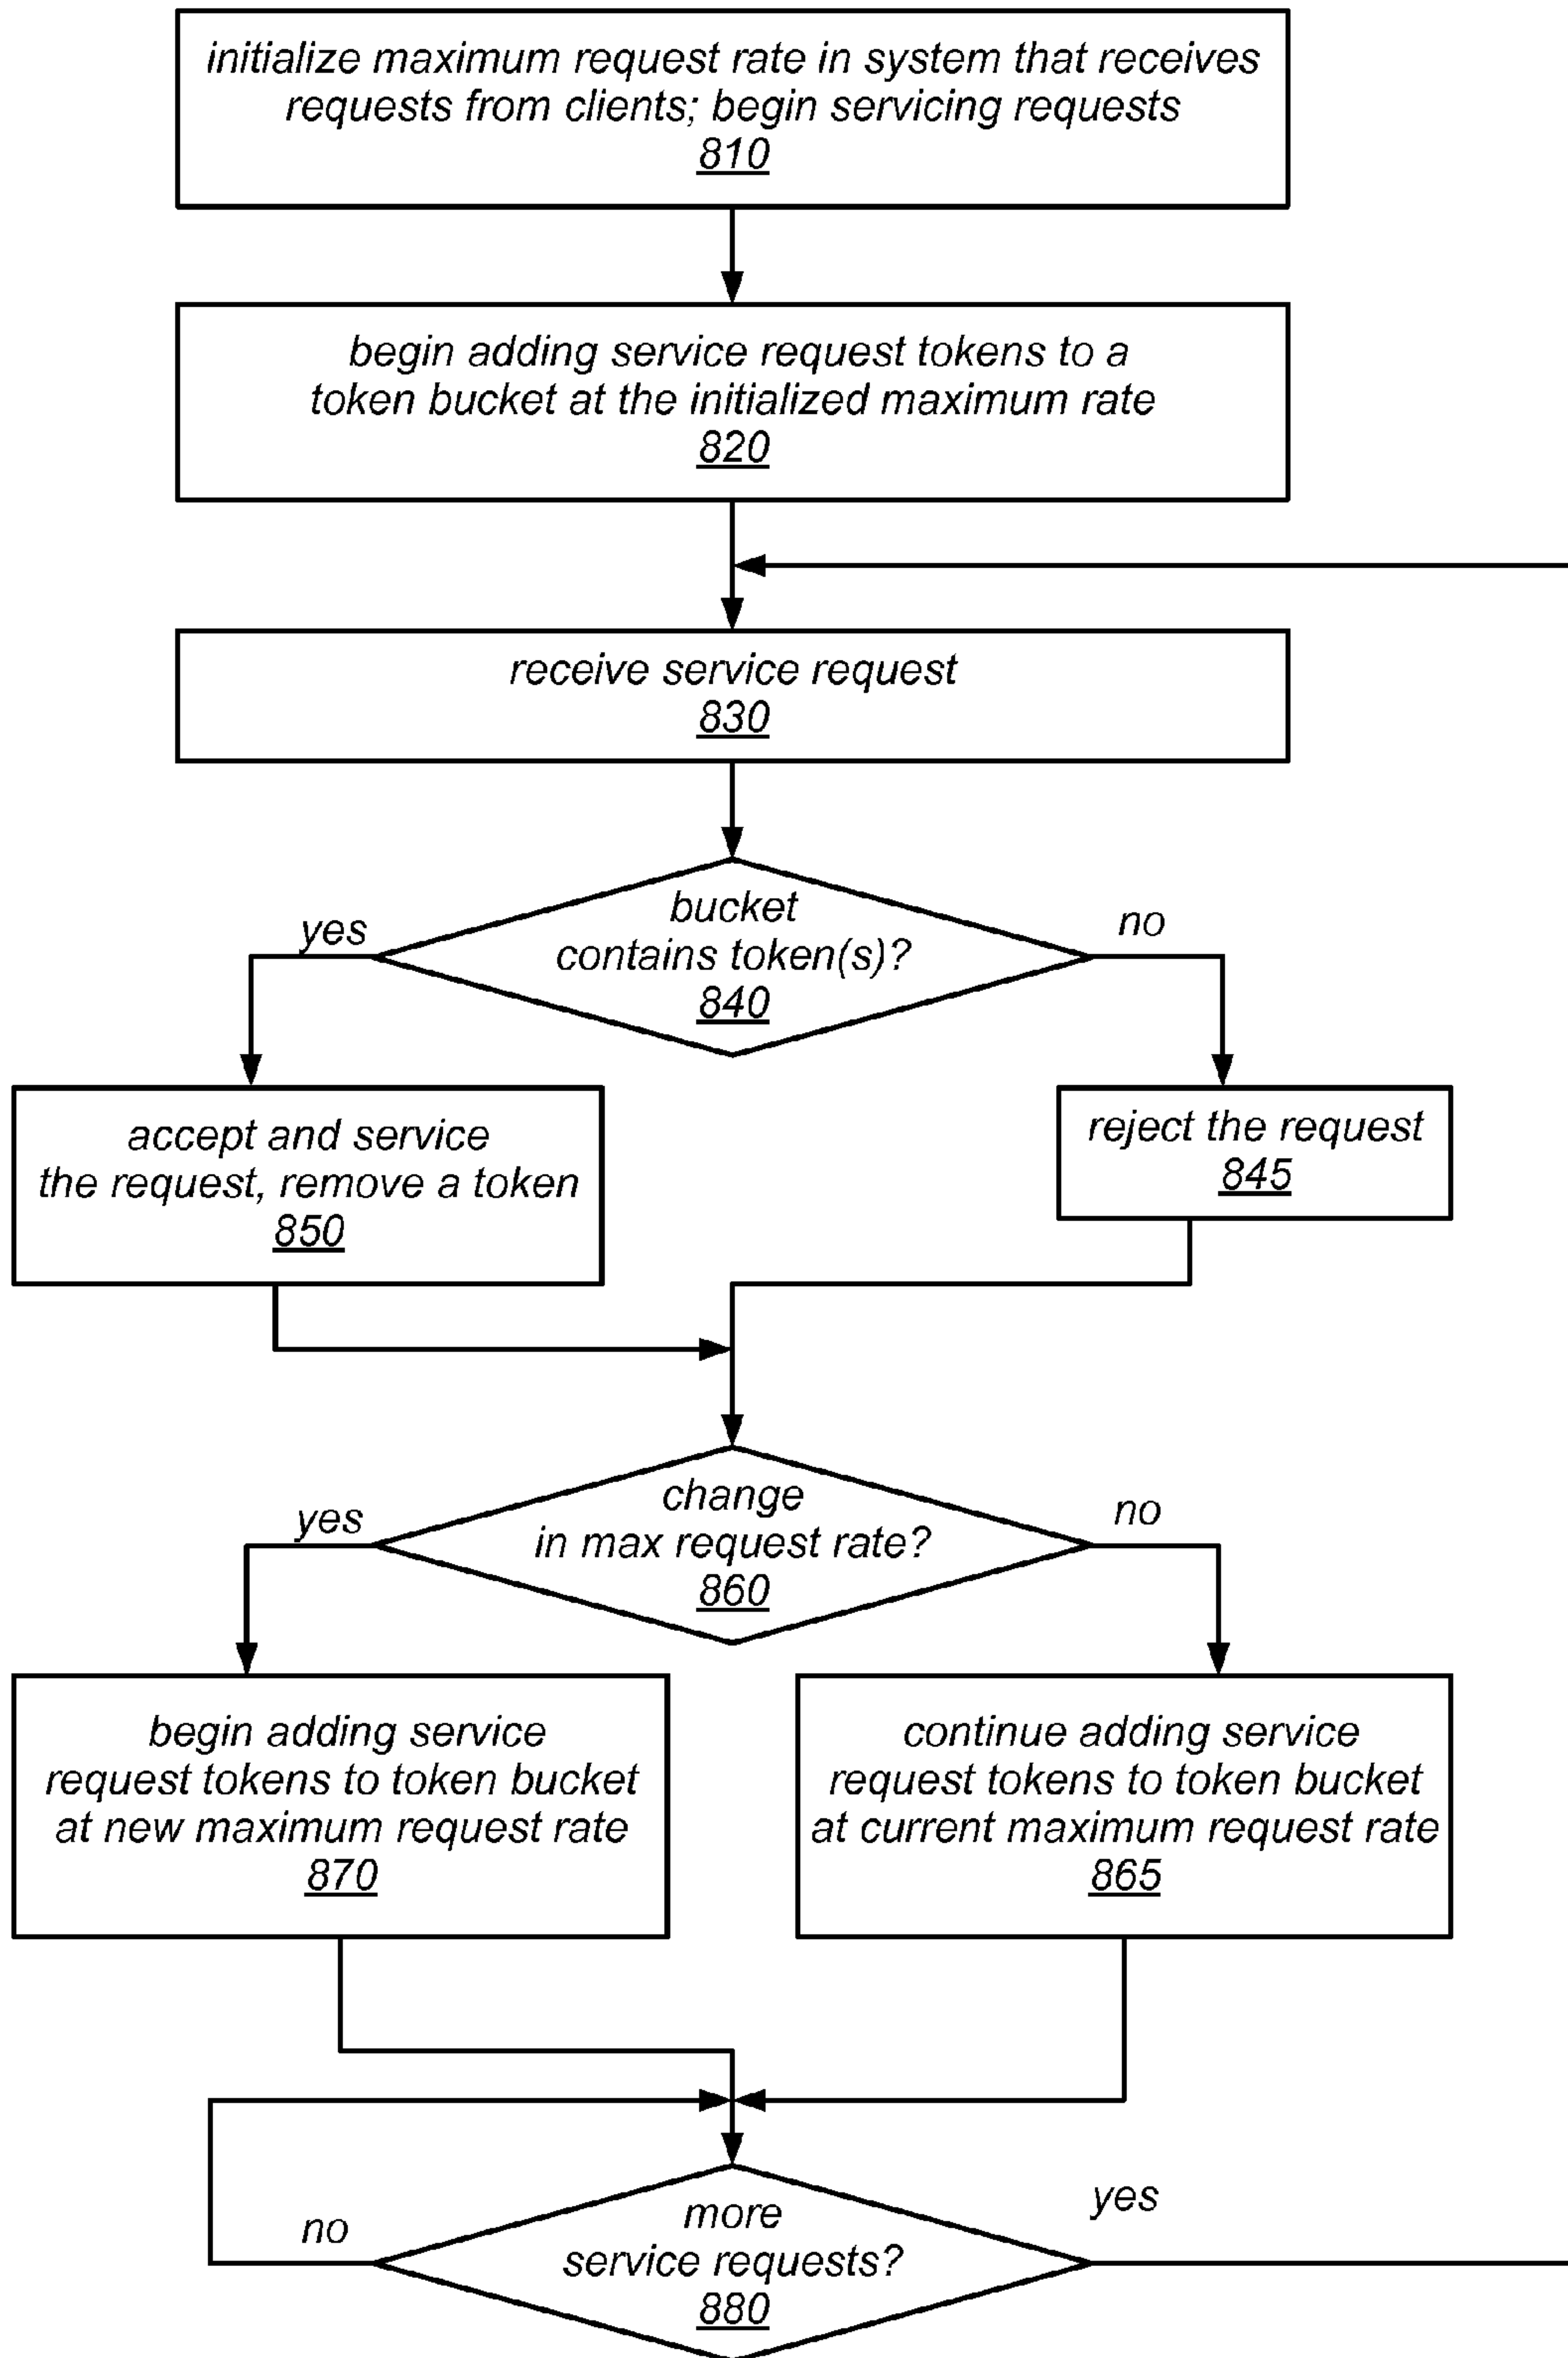 initialize maximum request rate in system that receives
requests from clients; begin servicing requests
810
begin adding service request tokens to a
token bucket at the initialized maximum rate
820
receive service request
830
yes
bucket
contains token(s)?
840
no
accept and service
the request, remove a token
850
reject the request
845
yes
change
in max request rate?
860
no
begin adding service
request tokens to token bucket
at new maximum request rate
870
continue adding service
request tokens to token bucket
at current maximum request rate
865
no
more
service requests?
880
yes